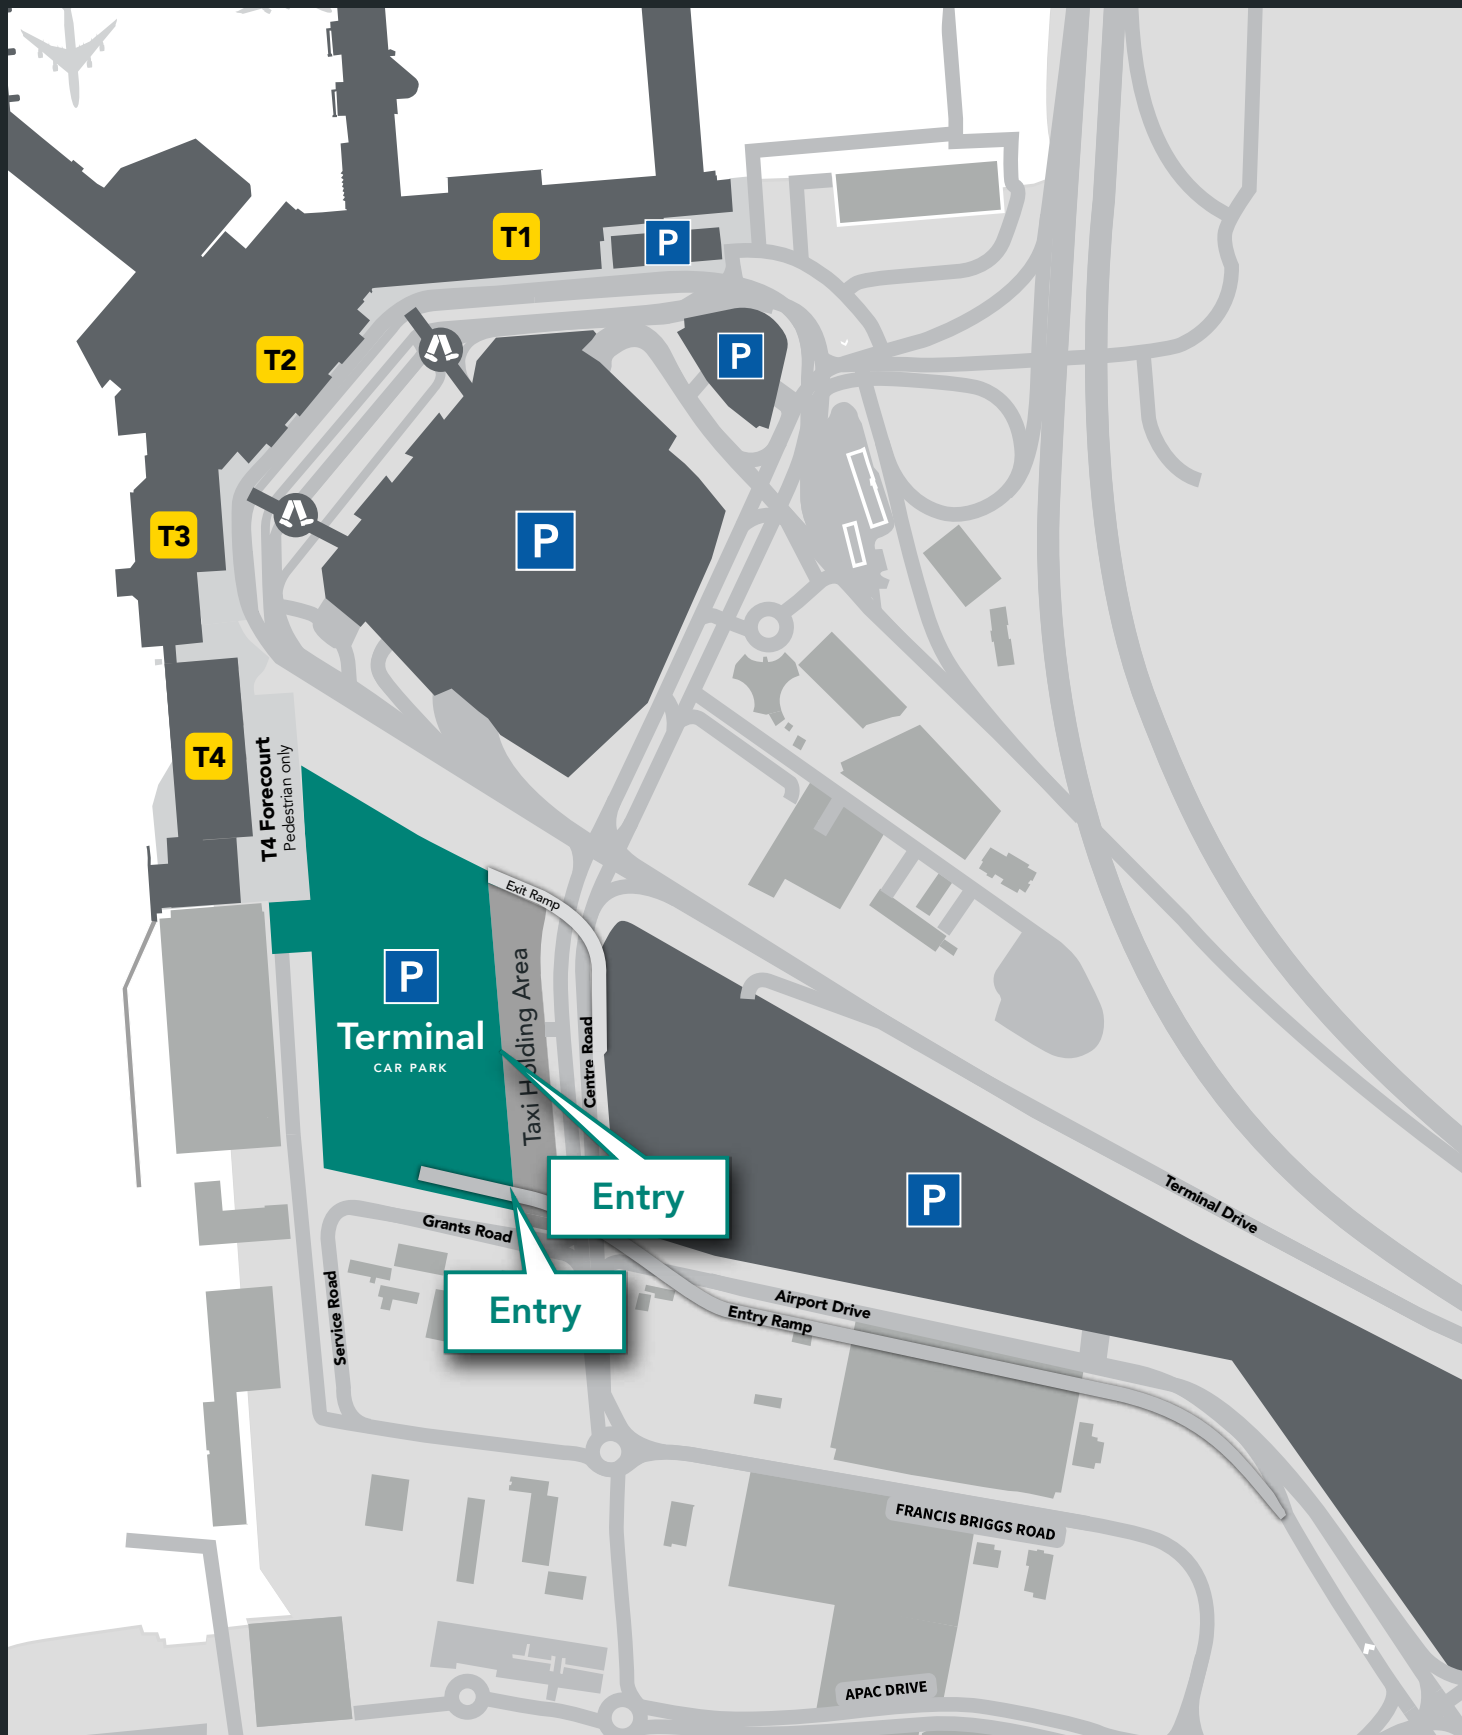 T1
P
T2
P
T3
P
T4
T4 Forecourt
Pedestrian only
Exit Ramp
P
Terminal
CAR PARK
Taxi Holding Area
Centre Road
Entry
P
Terminal Drive
Grants Road
Entry
Service Road
Airport Drive
Entry Ramp
FRANCIS BRIGGS ROAD
APAC DRIVE